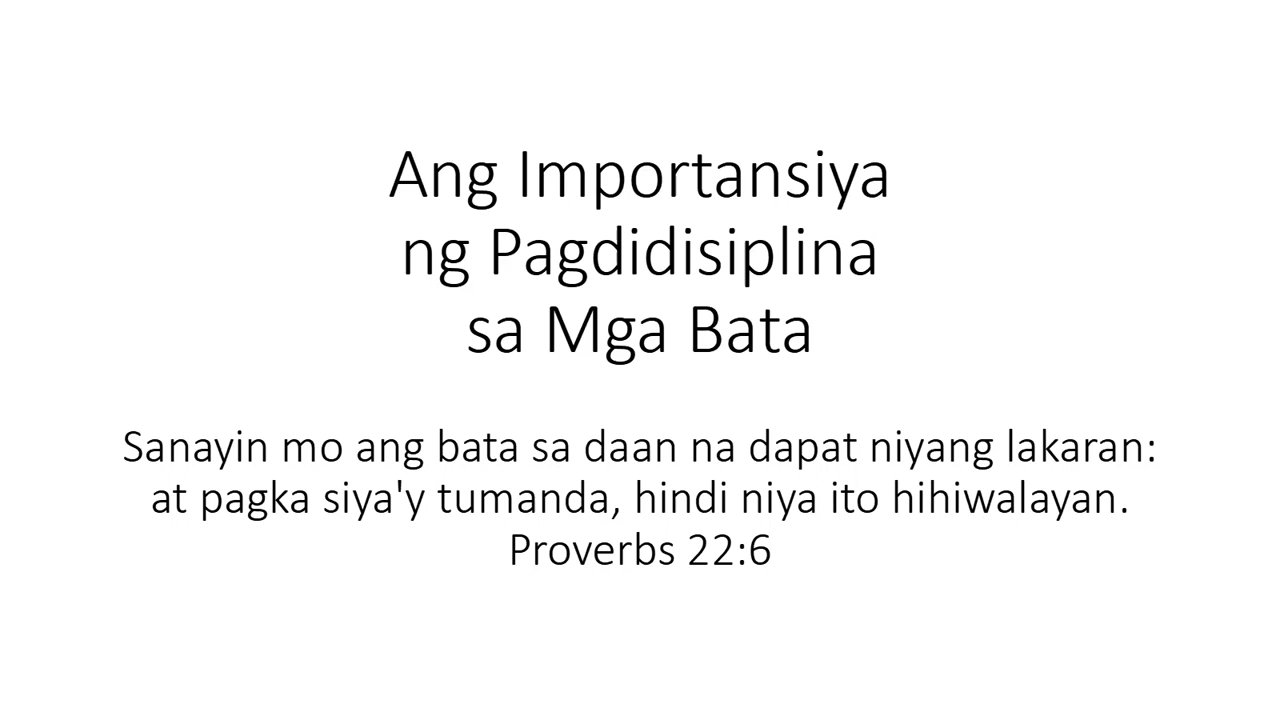 Ang Importansiya
ng Pagdidisiplina
sa Mga Bata
Sanayin mo ang bata sa daan na dapat niyang lakaran:
at pagka siya'y tumanda, hindi niya ito hihiwalayan.
Proverbs 22:6